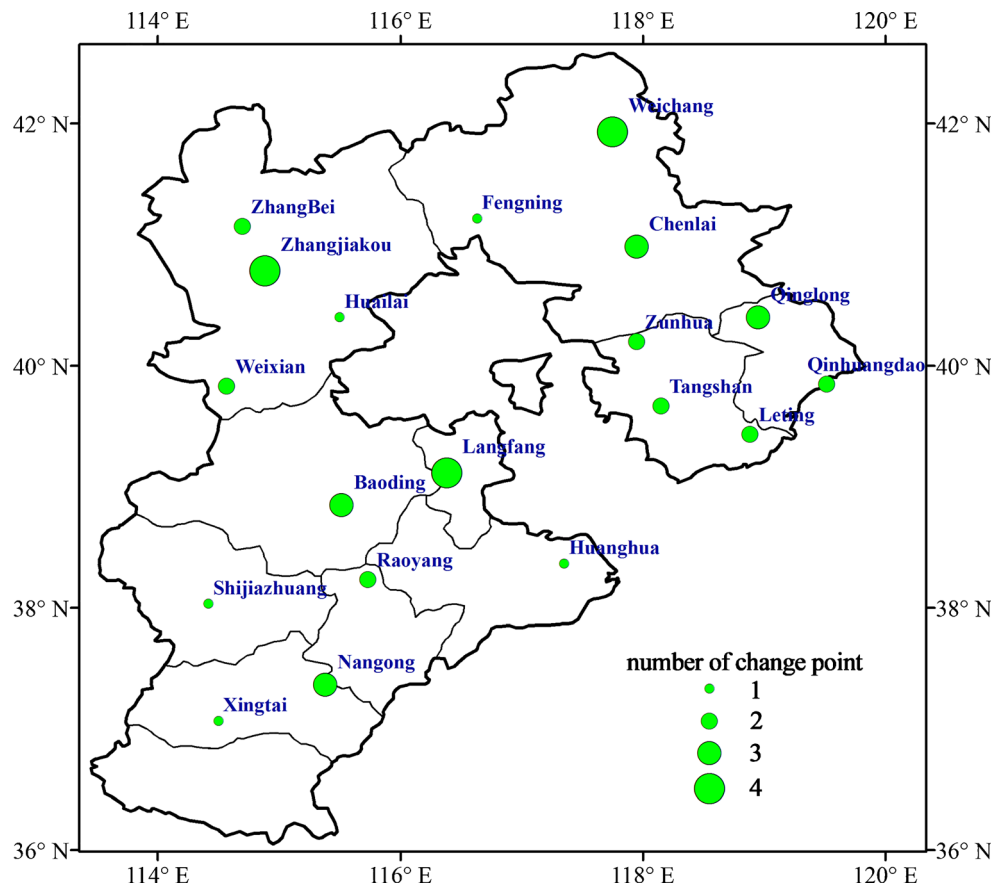 114° E 116° E 118° E 120° E
42° N 42° N
Weichang
ZhangBei
Fengning
Zhangjiakou
Chenlai
Huailai
Qinglong
Zunhua
40° N 40° N
Weixian
Qinhuangdao
Tangshan
Leting
Langfang
Baoding
Huanghua
Raoyang
Shijiazhuang
38° N 38° N
Nangong
number of change point
Xingtai
1
2
3
4
36° N 36° N
114° E 116° E 118° E 120° E